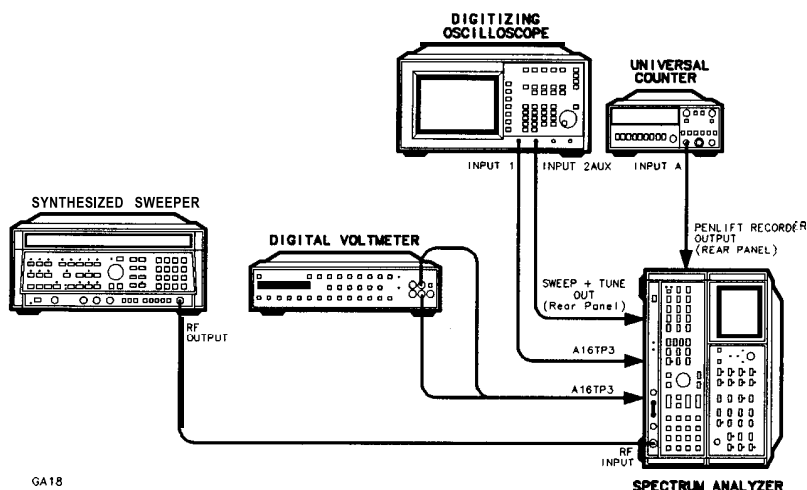 DIGITIZING
OSCILLOSCOPE
UNIVERSAL
COUNTER
INPUT 1
INPUT 2AUX
INPUT A
SYNTHESIZED SWEEPER
DIGITAL VOLTMETER
PENLIFT RECORDER
OUTPUT
(REAR PANEL)
SWEEP + TUNE
OUT
(Rear Panel)
RF
OUTPUT
A16TP3
A16TP3
RF
INPUT
GA18
SPECTRUM ANALYZER